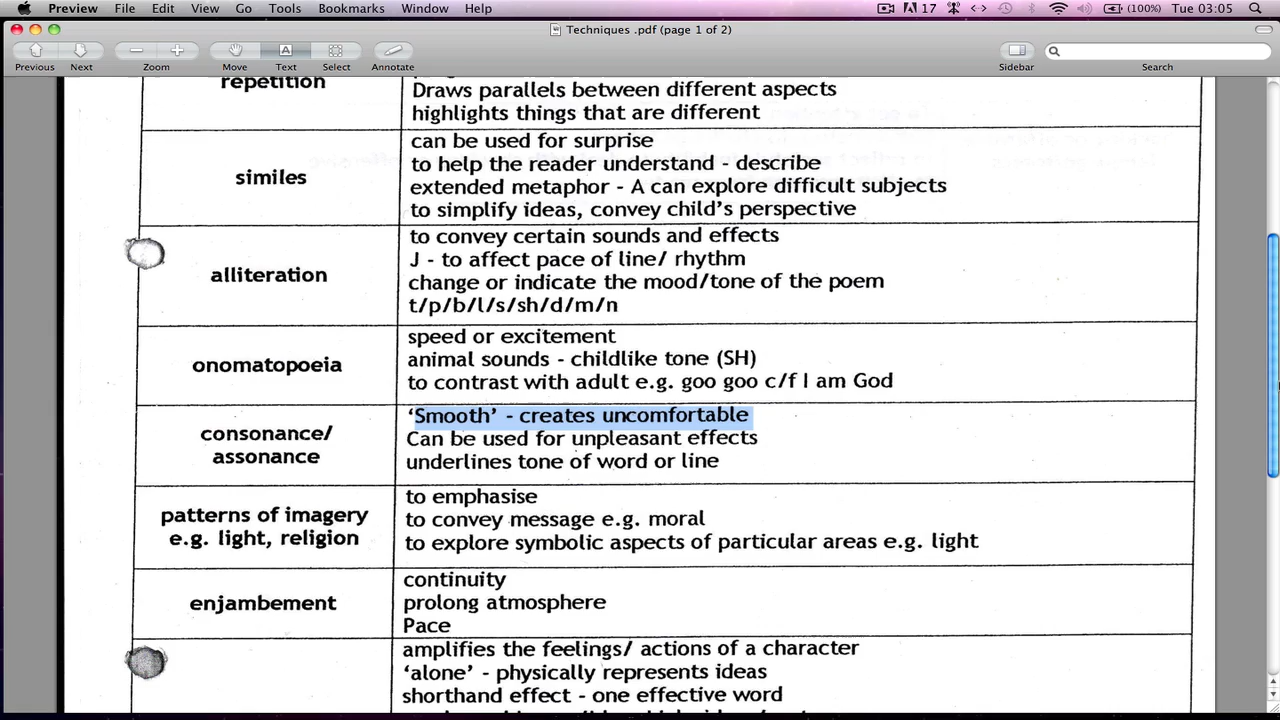 Preview File Edit View Go Tools Bookmarks Window Help 17 (100%) Tue 03:05
Techniques .pdf (page 1 of 2)
Previous Next Zoom Move Text Select Annotate Sidebar Search
repetition
Draws parallels between different aspects
highlights things that are different
similes
can be used for surprise
to help the reader understand - describe
extended metaphor - A can explore difficult subjects
to simplify ideas, convey child's perspective
alliteration
to convey certain sounds and effects
J - to affect pace of line/ rhythm
change or indicate the mood/tone of the poem
t/p/b/l/s/sh/d/m/n
onomatopoeia
speed or excitement
animal sounds - childlike tone (SH)
to contrast with adult e.g. goo goo c/f I am God
consonance/
assonance
‘Smooth’ - creates uncomfortable
Can be used for unpleasant effects
underlines tone of word or line
patterns of imagery
e.g. light, religion
to emphasise
to convey message e.g. moral
to explore symbolic aspects of particular areas e.g. light
enjambement
continuity
prolong atmosphere
Pace
amplifies the feelings/ actions of a character
‘alone’ - physically represents ideas
shorthand effect - one effective word